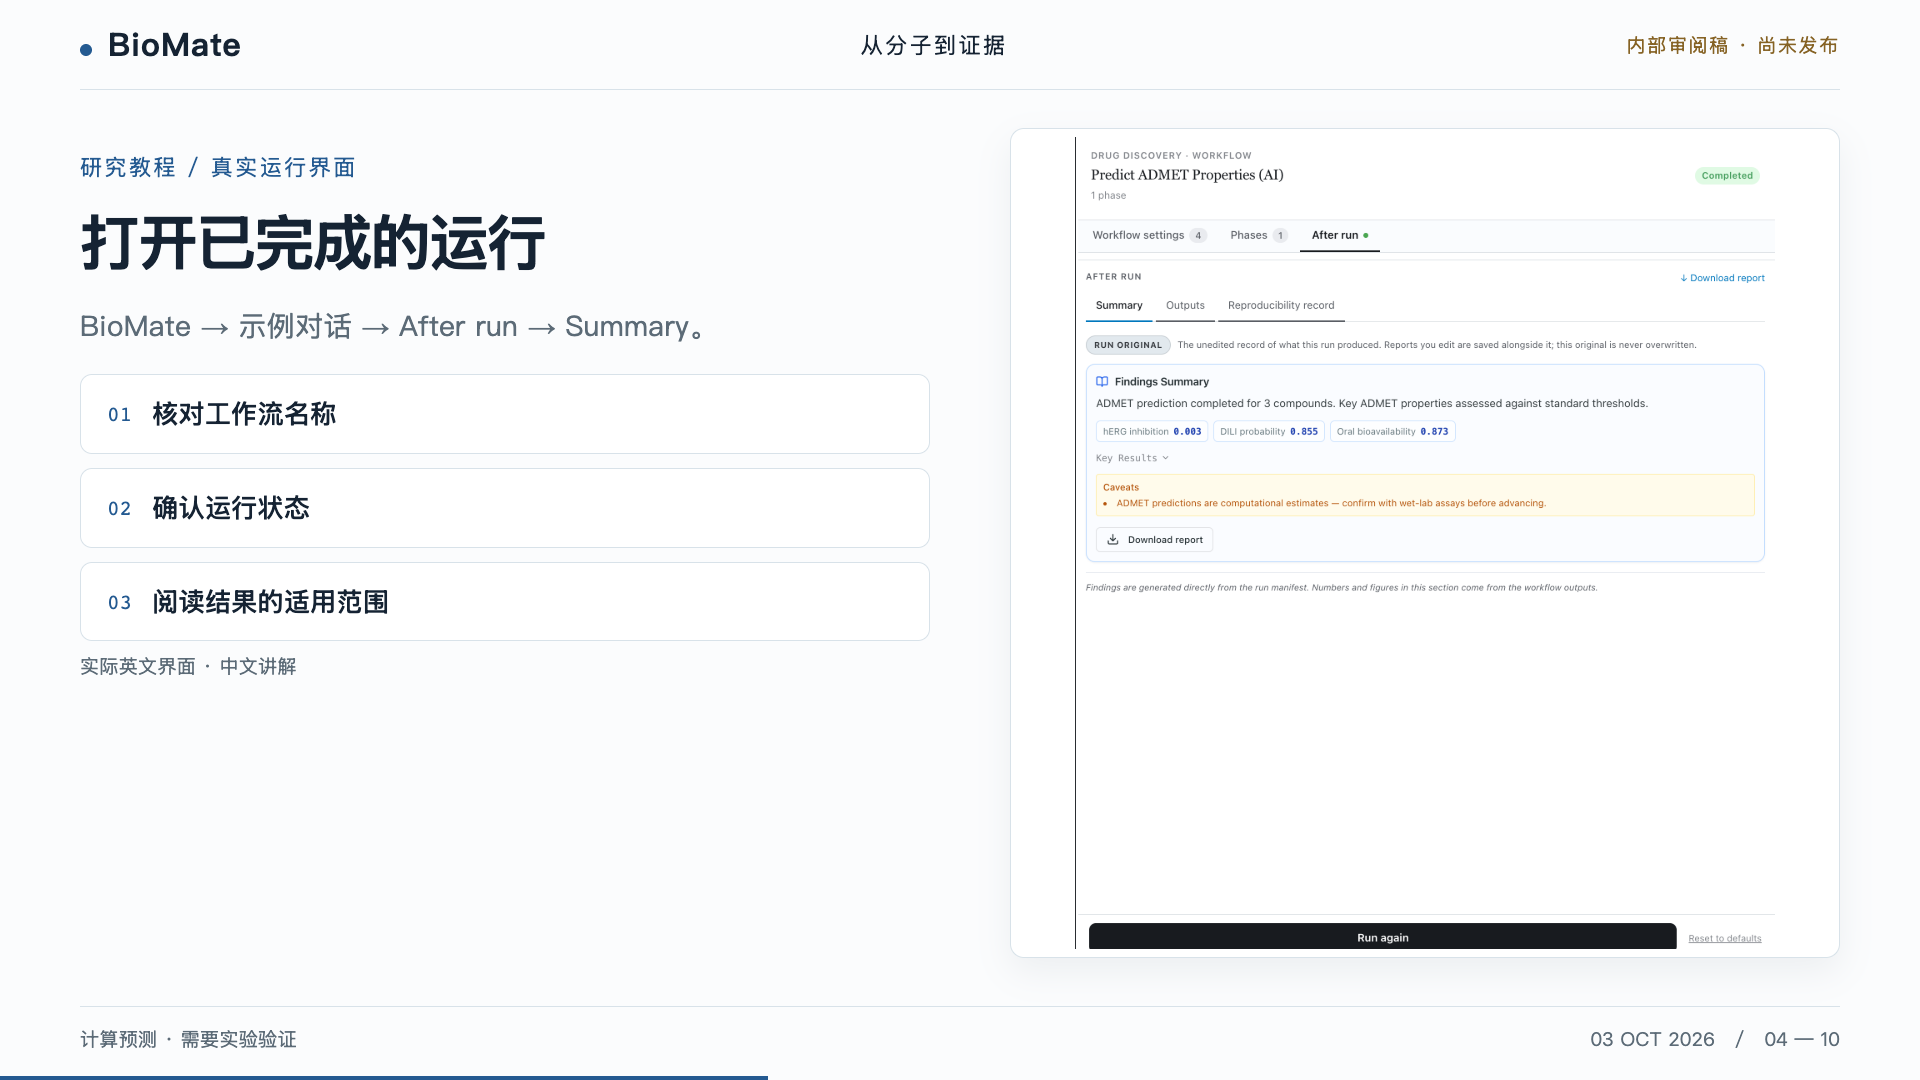 BioMate
从分子到证据
内部审阅稿 · 尚未发布
研究教程 / 真实运行界面
打开已完成的运行
BioMate → 示例对话 → After run → Summary。
01 核对工作流名称
02 确认运行状态
03 阅读结果的适用范围
实际英文界面 · 中文讲解
DRUG DISCOVERY · WORKFLOW
Predict ADMET Properties (AI)
Completed
1 phase
Workflow settings 4 Phases 1 After run
AFTER RUN
↓ Download report
Summary Outputs Reproducibility record
RUN ORIGINAL The unedited record of what this run produced. Reports you edit are saved alongside it; this original is never overwritten.
Findings Summary
ADMET prediction completed for 3 compounds. Key ADMET properties assessed against standard thresholds.
hERG inhibition 0.003 DILI probability 0.855 Oral bioavailability 0.873
Key Results
Caveats
• ADMET predictions are computational estimates — confirm with wet-lab assays before advancing.
Download report
Findings are generated directly from the run manifest. Numbers and figures in this section come from the workflow outputs.
Run again
Reset to defaults
计算预测 · 需要实验验证
03 OCT 2026 / 04 — 10